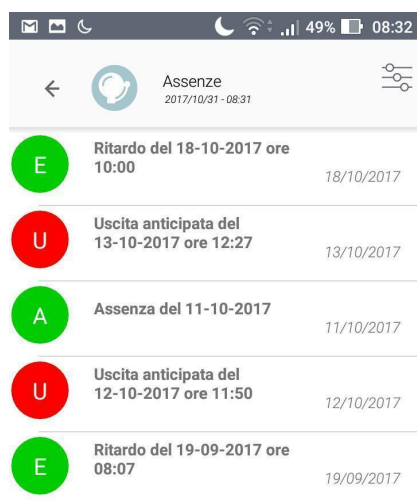 49% 08:32
Assenze
2017/10/31 - 08:31
E
Ritardo del 18-10-2017 ore
10:00
18/10/2017
U
Uscita anticipata del
13-10-2017 ore 12:27
13/10/2017
A
Assenza del 11-10-2017
11/10/2017
U
Uscita anticipata del
12-10-2017 ore 11:50
12/10/2017
E
Ritardo del 19-09-2017 ore
08:07
19/09/2017